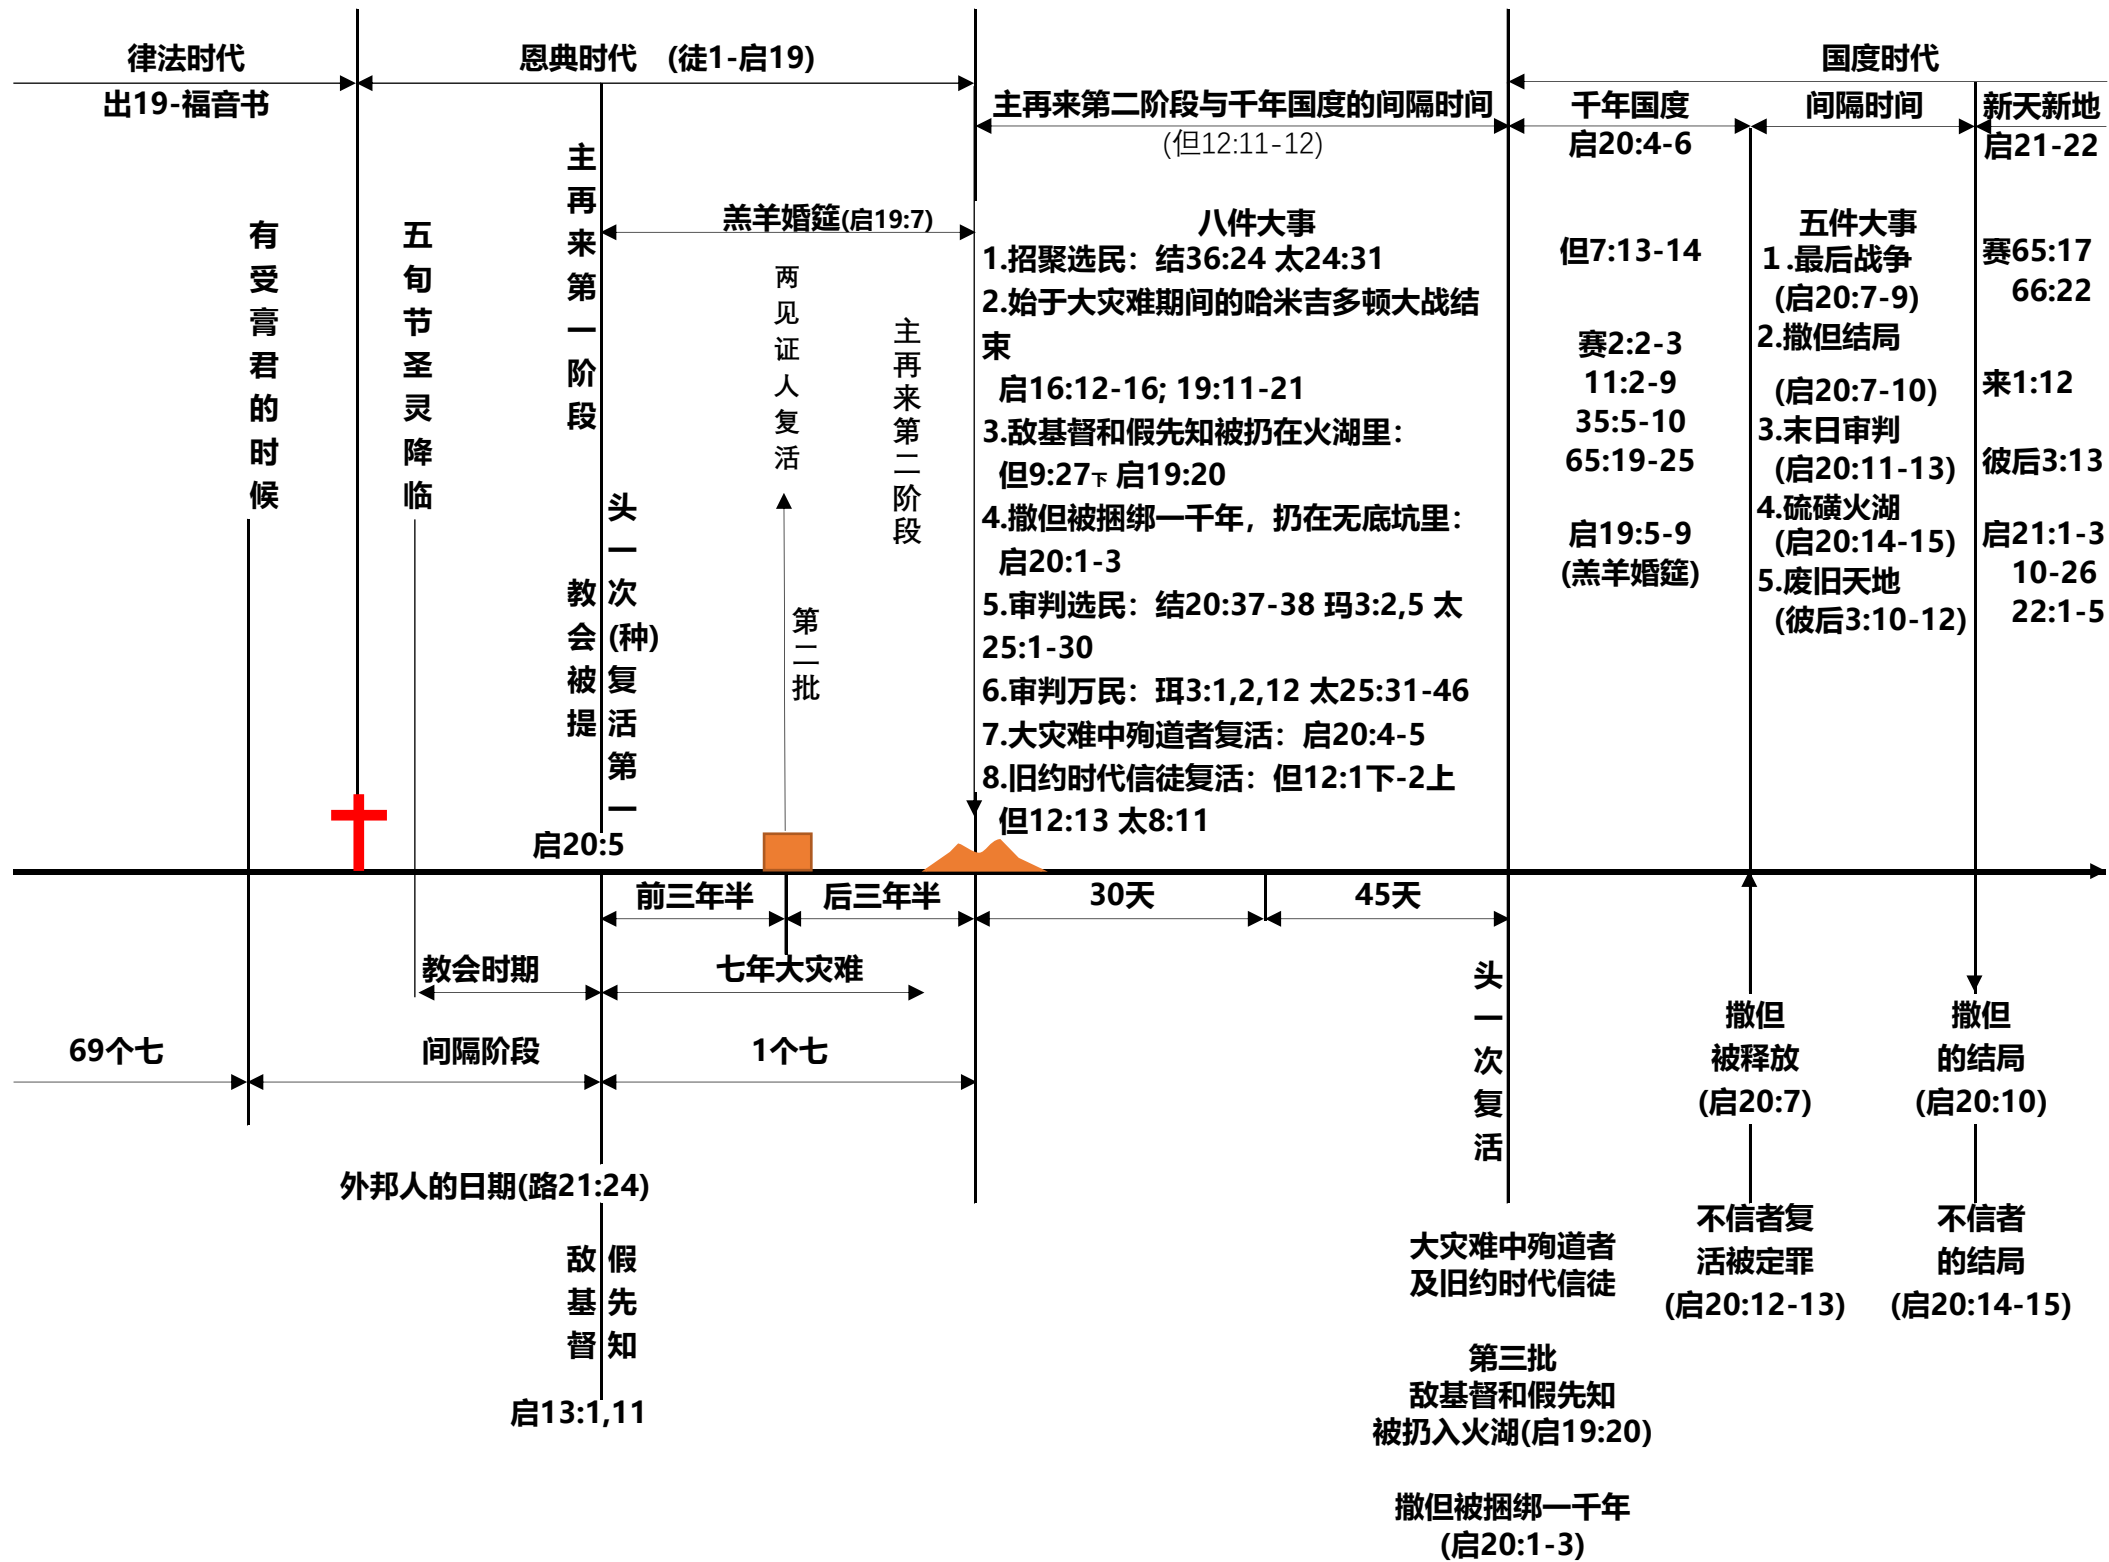 律法时代
出19-福音书
恩典时代 (徒1-启19)
主再来第二阶段与千年国度的间隔时间
(但12:11-12)
国度时代
千年国度
启20:4-6
间隔时间
新天新地
启21-22
有受膏君的时候
五旬节圣灵降临
主再来第一阶段
教会被提
头一次(种)复活第一
启20:5
羔羊婚筵(启19:7)
两见证人复活
第二批
主再来第二阶段
八件大事
1.招聚选民：结36:24 太24:31
2.始于大灾难期间的哈米吉多顿大战结
束
启16:12-16; 19:11-21
3.敌基督和假先知被扔在火湖里：
但9:27下 启19:20
4.撒但被捆绑一千年，扔在无底坑里：
启20:1-3
5.审判选民：结20:37-38 玛3:2,5 太
25:1-30
6.审判万民：珥3:1,2,12 太25:31-46
7.大灾难中殉道者复活：启20:4-5
8.旧约时代信徒复活：但12:1下-2上
但12:13 太8:11
但7:13-14
赛2:2-3
11:2-9
35:5-10
65:19-25
启19:5-9
(羔羊婚筵)
五件大事
1.最后战争
(启20:7-9)
2.撒但结局
(启20:7-10)
3.末日审判
(启20:11-13)
4.硫磺火湖
(启20:14-15)
5.废旧天地
(彼后3:10-12)
赛65:17
66:22
来1:12
彼后3:13
启21:1-3
10-26
22:1-5
前三年半
后三年半
30天
45天
教会时期
七年大灾难
69个七
间隔阶段
1个七
外邦人的日期(路21:24)
敌基督
假先知
启13:1,11
头一次复活
大灾难中殉道者
及旧约时代信徒
第三批
敌基督和假先知
被扔入火湖(启19:20)
撒但被捆绑一千年
(启20:1-3)
撒但
被释放
(启20:7)
不信者复
活被定罪
(启20:12-13)
撒但
的结局
(启20:10)
不信者
的结局
(启20:14-15)